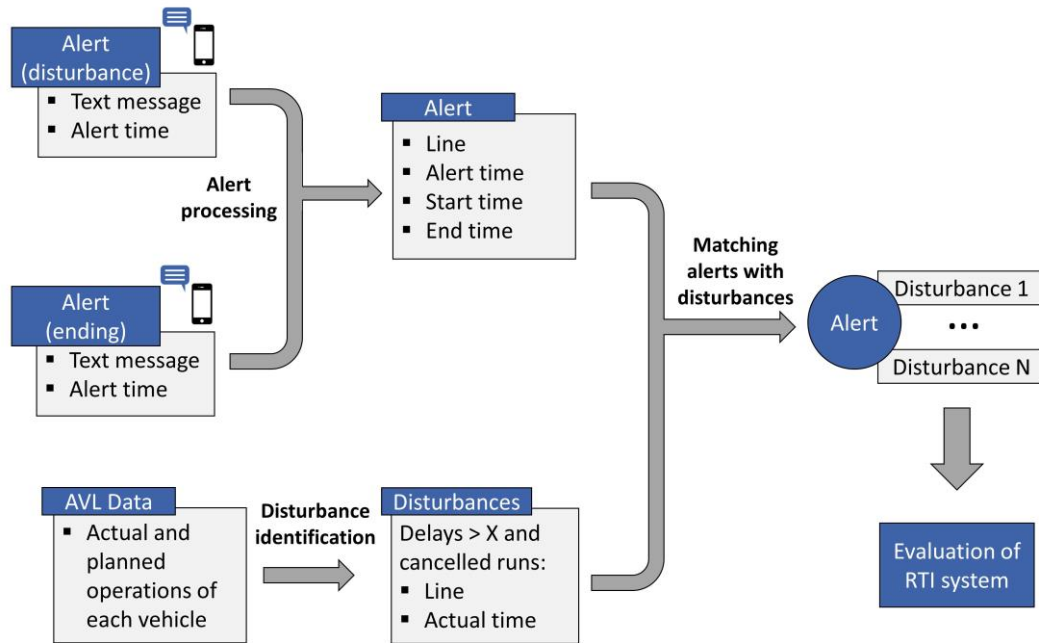 Alert
(disturbance)
▪ Text message
▪ Alert time
Alert
processing
Alert
(ending)
▪ Text message
▪ Alert time
Alert
▪ Line
▪ Alert time
▪ Start time
▪ End time
AVL Data
▪ Actual and
planned
operations of
each vehicle
Disturbance
identification
Disturbances
Delays > X and
cancelled runs:
▪ Line
▪ Actual time
Matching
alerts with
disturbances
Alert
Disturbance 1
...
Disturbance N
Evaluation of
RTI system